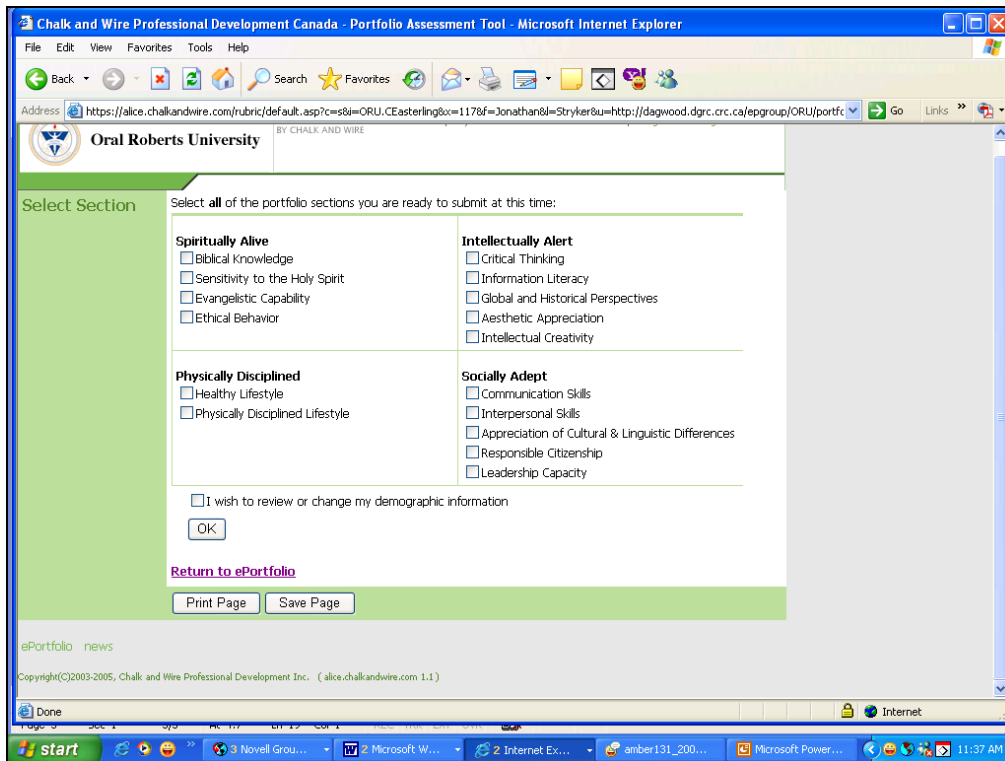 Chalk and Wire Professional Development Canada - Portfolio Assessment Tool - Microsoft Internet Explorer
File Edit View Favorites Tools Help
Back Search Favorites
Address https://alice.chalkandwire.com/rubric/default.asp?c=s&i=ORU.CEasterling&x=117&f=Jonathan&l=Stryker&u=http://dagwood.dgrc.crc.ca/epgroup/ORU/portfc Go Links »
Oral Roberts University BY CHALK AND WIRE
Select Section
Select all of the portfolio sections you are ready to submit at this time:
Spiritually Alive
Biblical Knowledge
Sensitivity to the Holy Spirit
Evangelistic Capability
Ethical Behavior
Intellectually Alert
Critical Thinking
Information Literacy
Global and Historical Perspectives
Aesthetic Appreciation
Intellectual Creativity
Physically Disciplined
Healthy Lifestyle
Physically Disciplined Lifestyle
Socially Adept
Communication Skills
Interpersonal Skills
Appreciation of Cultural & Linguistic Differences
Responsible Citizenship
Leadership Capacity
I wish to review or change my demographic information
OK
Return to ePortfolio
Print Page Save Page
ePortfolio news
Copyright(C)2003-2005, Chalk and Wire Professional Development Inc. ( alice.chalkandwire.com 1.1 )
Done Internet
start » 3 Novell Grou... 2 Microsoft W... 2 Internet Ex... amber131_200... Microsoft Power... 11:37 AM